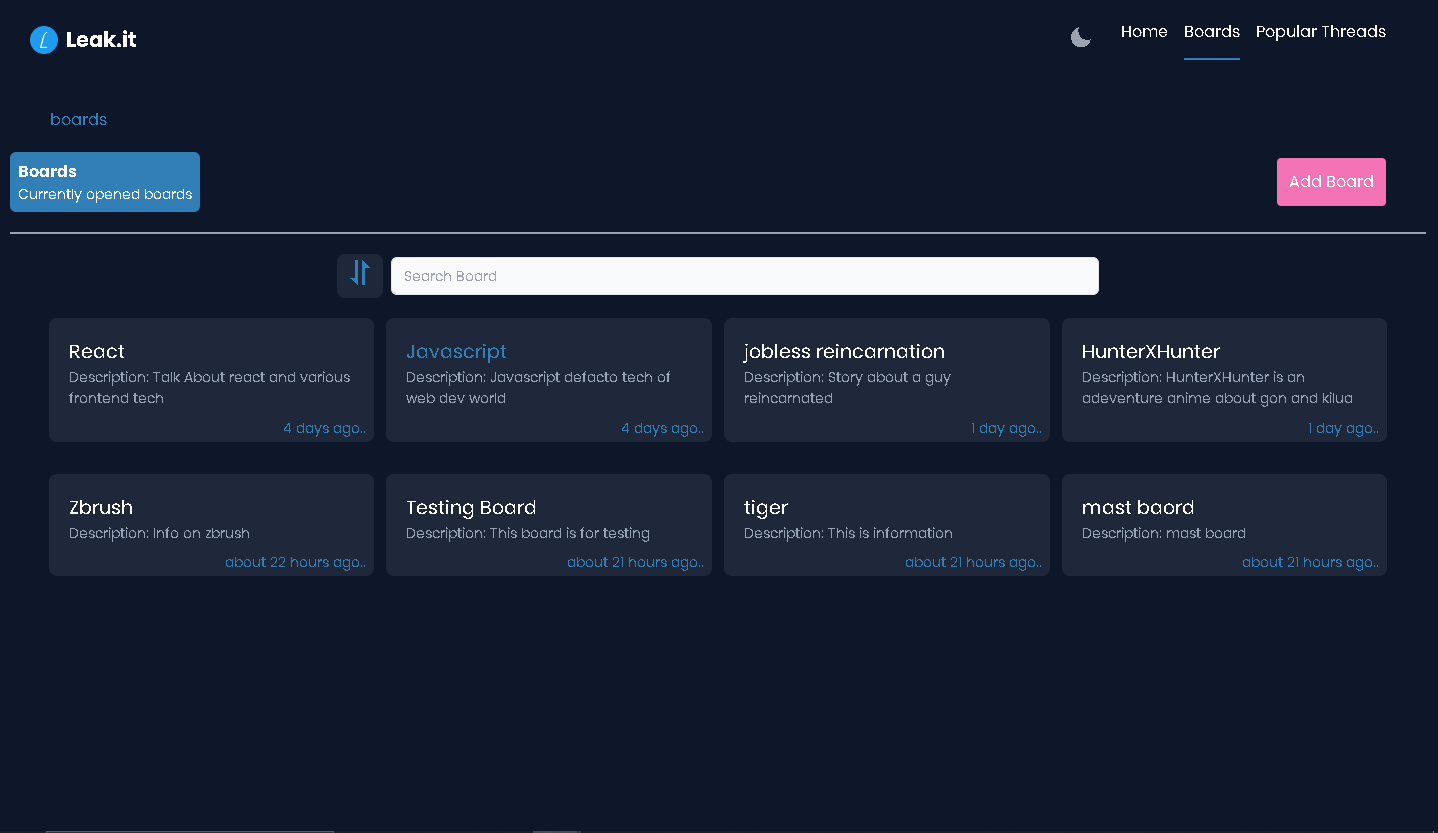 L Leak.it
Home Boards Popular Threads
boards
Boards
Currently opened boards
Add Board
Search Board
React
Description: Talk About react and various
frontend tech
4 days ago..
Javascript
Description: Javascript defacto tech of
web dev world
4 days ago..
jobless reincarnation
Description: Story about a guy
reincarnated
1 day ago..
HunterXHunter
Description: HunterXHunter is an
adeventure anime about gon and kilua
1 day ago..
Zbrush
Description: Info on zbrush
about 22 hours ago..
Testing Board
Description: This board is for testing
about 21 hours ago..
tiger
Description: This is information
about 21 hours ago..
mast baord
Description: mast board
about 21 hours ago..